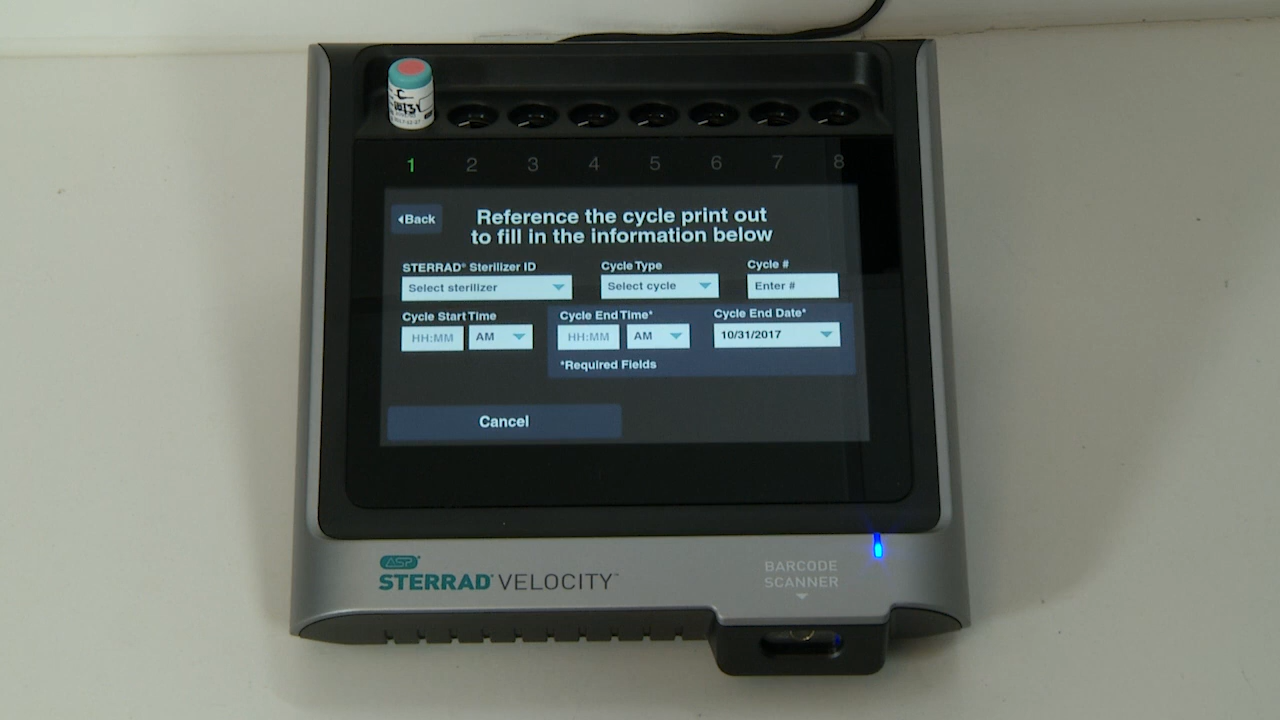 C
1 2 3 4 5 6 7 8
Back
Reference the cycle print out
to fill in the information below
STERRAD® Sterilizer ID
Cycle Type
Cycle #
Select sterilizer
Select cycle
Enter #
Cycle Start Time
Cycle End Time*
Cycle End Date*
HH:MM
AM
HH:MM
AM
10/31/2017
*Required Fields
Cancel
ASP
STERRAD® VELOCITY™
BARCODE
SCANNER